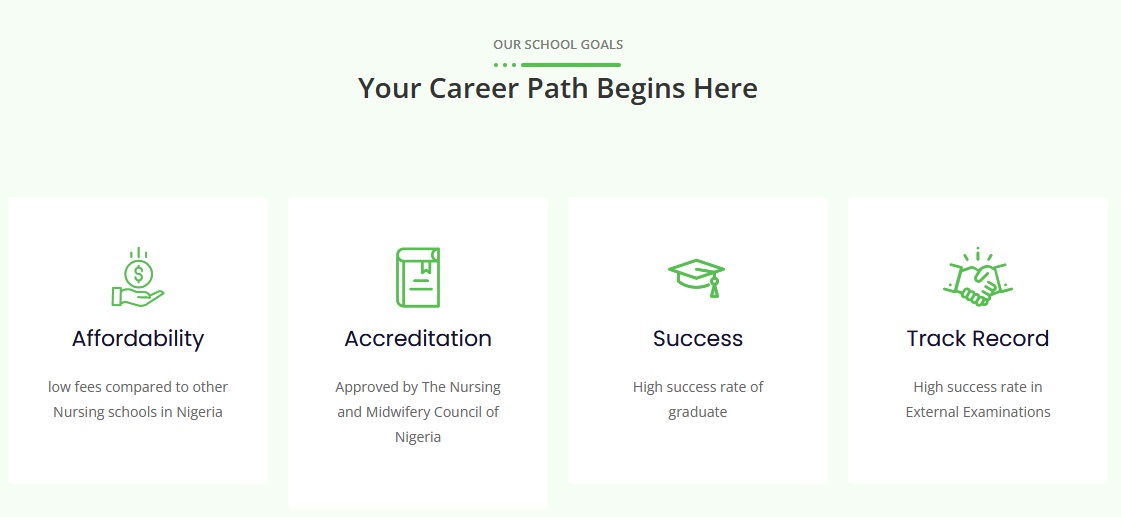 OUR SCHOOL GOALS
Your Career Path Begins Here
$
Affordability
low fees compared to other
Nursing schools in Nigeria
Accreditation
Approved by The Nursing
and Midwifery Council of
Nigeria
Success
High success rate of
graduate
Track Record
High success rate in
External Examinations